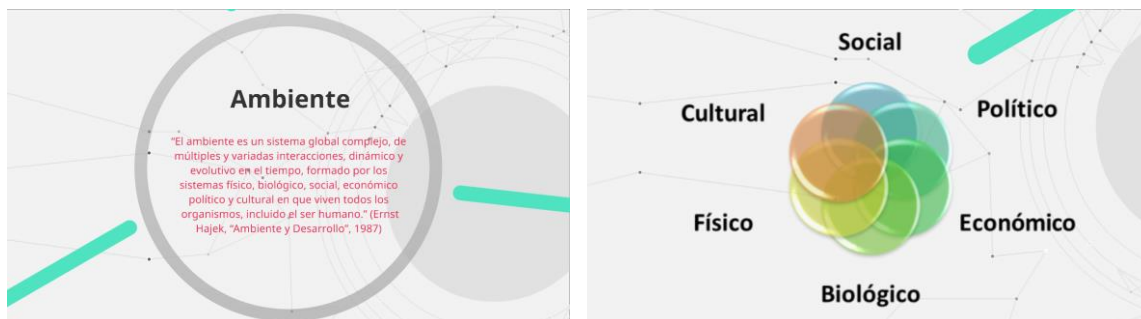 Ambiente
"El ambiente es un sistema global complejo, de
múltiples y variadas interacciones, dinámico y
evolutivo en el tiempo, formado por los
sistemas físico, biológico, social, económico
político y cultural en que viven todos los
organismos, incluido el ser humano." (Ernst
Hajek, "Ambiente y Desarrollo", 1987)
Social
Cultural
Político
Físico
Económico
Biológico